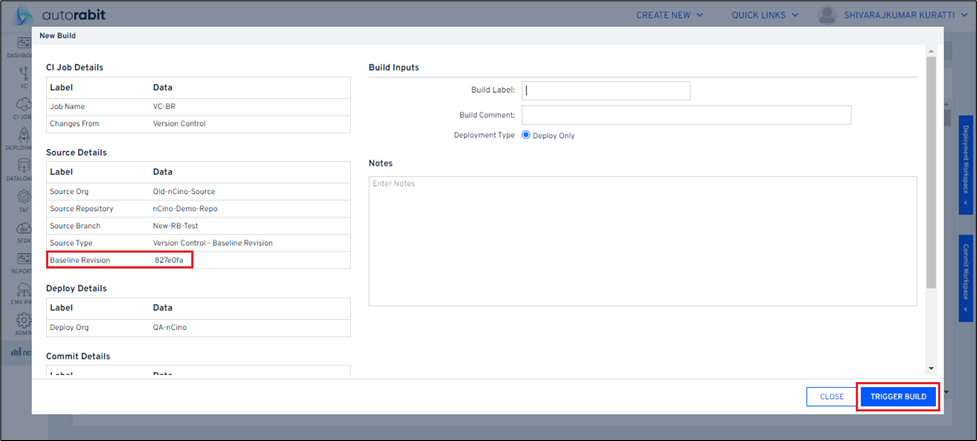 autorabit
CREATE NEW
QUICK LINKS
SHIVARAJKUMAR KURATTI
New Build
DASHBOA
VC
CI JOB
DEPLOYM
DATALOA
TAF
SFDX
REPORT
ENV. PR
ADMIN
CI Job Details
Label Data
Job Name VC-BR
Changes From Version Control
Source Details
Label Data
Source Org Old-nCino-Source
Source Repository nCino-Demo-Repo
Source Branch New-RB-Test
Source Type Version Control - Baseline Revision
Baseline Revision 827e0fa
Deploy Details
Label Data
Deploy Org QA-nCino
Commit Details
Label Data
Build Inputs
Build Label:
Build Comment:
Deployment Type Deploy Only
Notes
Enter Notes
Deployment Workspace
Commit Workspace
CLOSE
TRIGGER BUILD